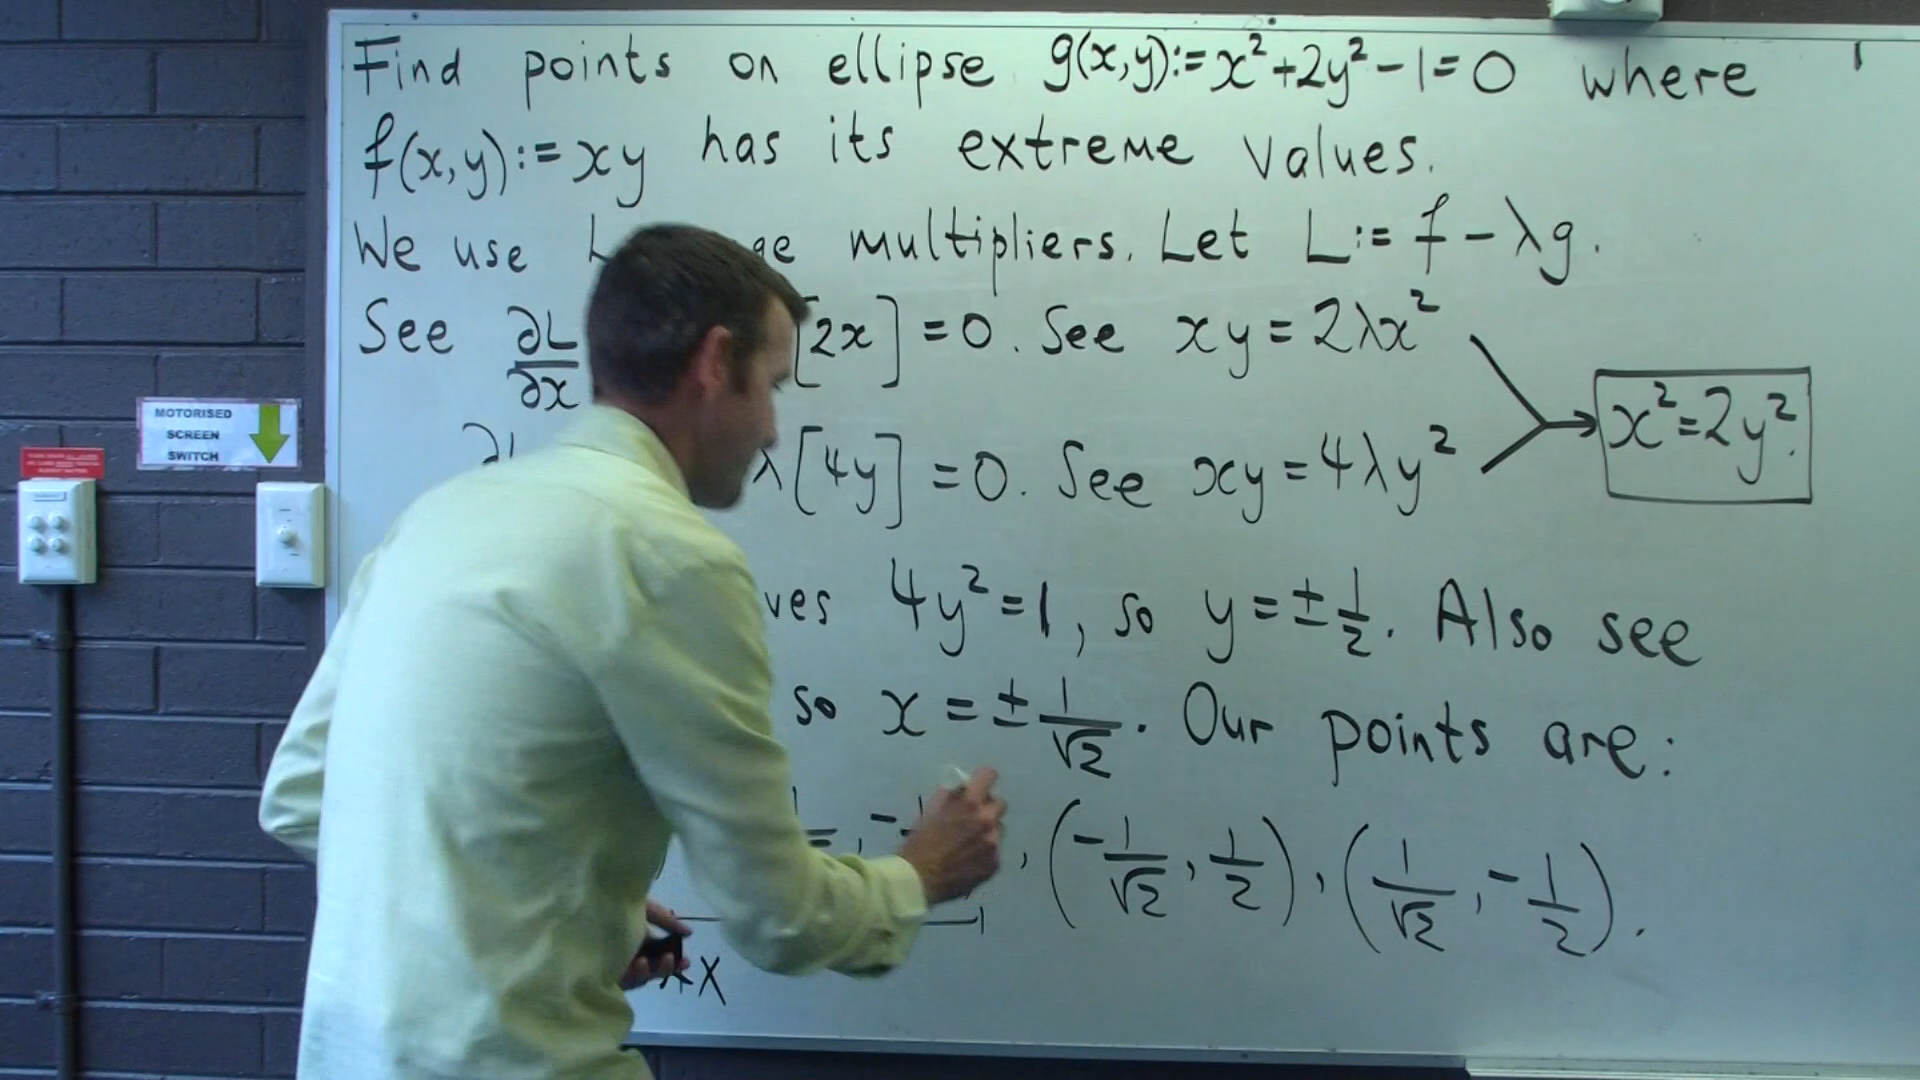 Find points on ellipse g(x,y):=x²+2y²-1=0 where
f(x,y):=xy has its extreme values.
We use multipliers. Let L:=f-λg.
See ∂L/∂x [2x]=0. See xy=2λx²
x²=2y².
λ[4y]=0. See xy=4λy²
4y²=1, so y=±1/2. Also see
so x=±1/√2. Our points are:
, (-1/√2, 1/2), (1/√2, -1/2).
MOTORISED
SCREEN
SWITCH